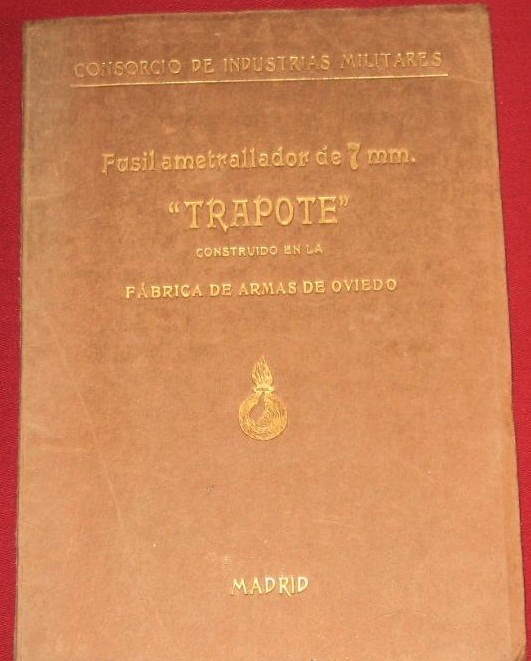 CONSORCIO DE INDUSTRIAS MILITARES
Fusil ametrallador de 7 mm.
"TRAPOTE"
CONSTRUIDO EN LA
FÁBRICA DE ARMAS DE OVIEDO
MADRID